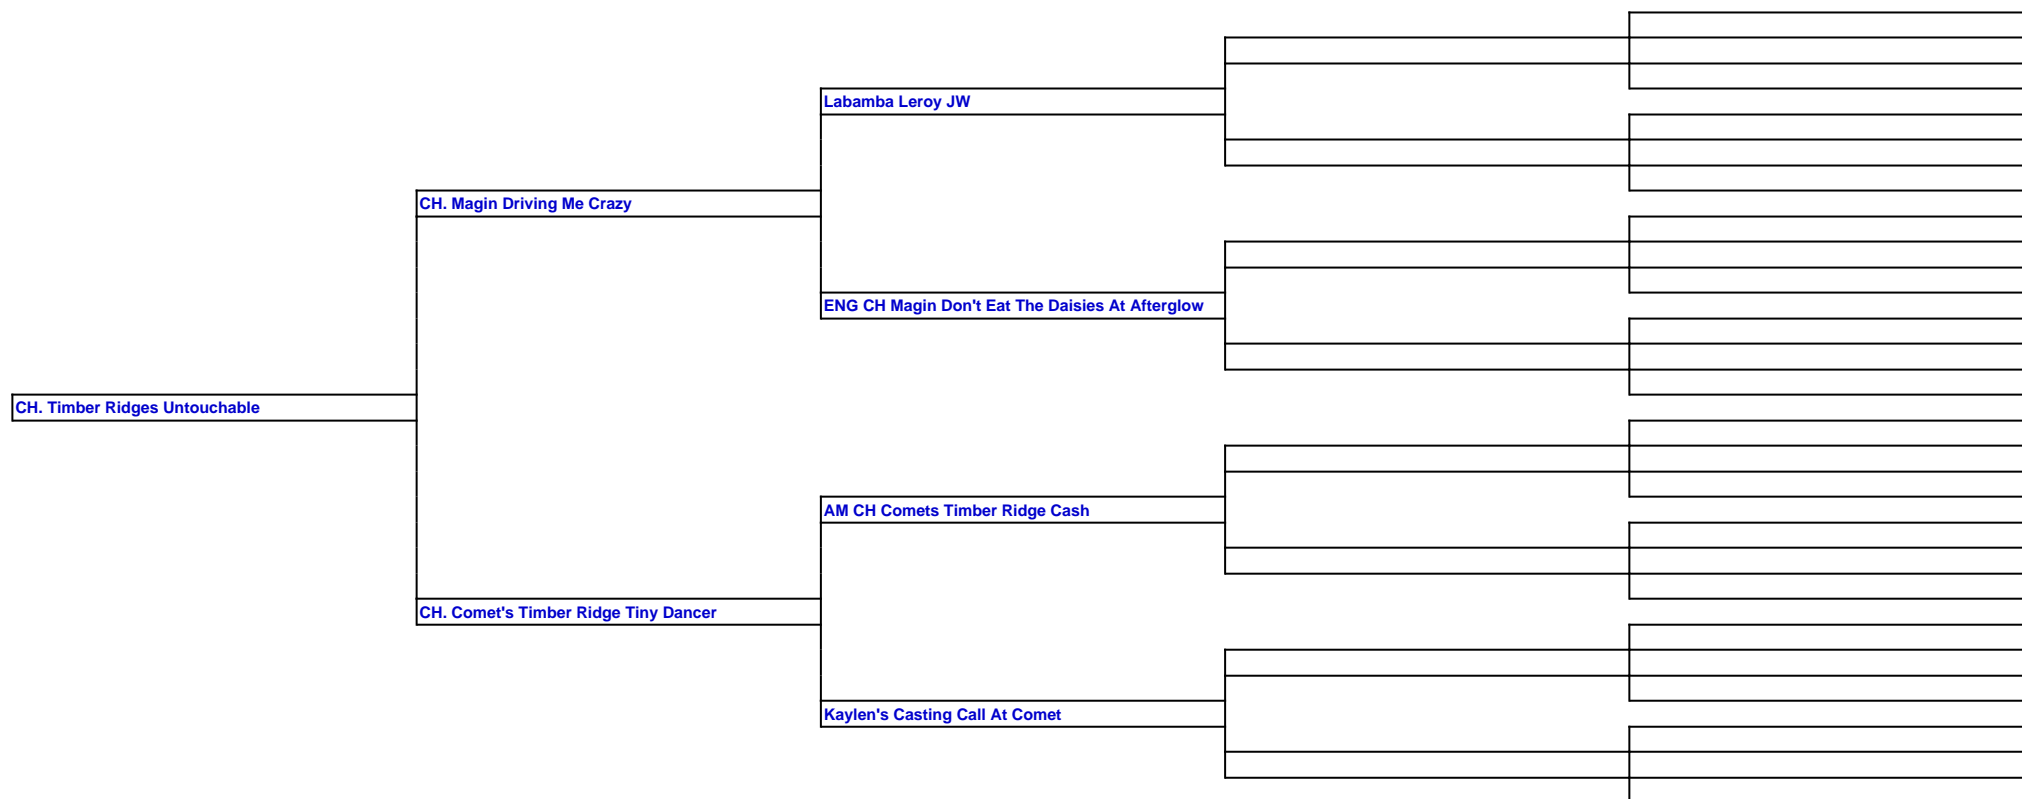 Labamba Leroy JW
CH. Magin Driving Me Crazy
ENG CH Magin Don't Eat The Daisies At Afterglow
CH. Timber Ridges Untouchable
AM CH Comets Timber Ridge Cash
CH. Comet's Timber Ridge Tiny Dancer
Kaylen's Casting Call At Comet